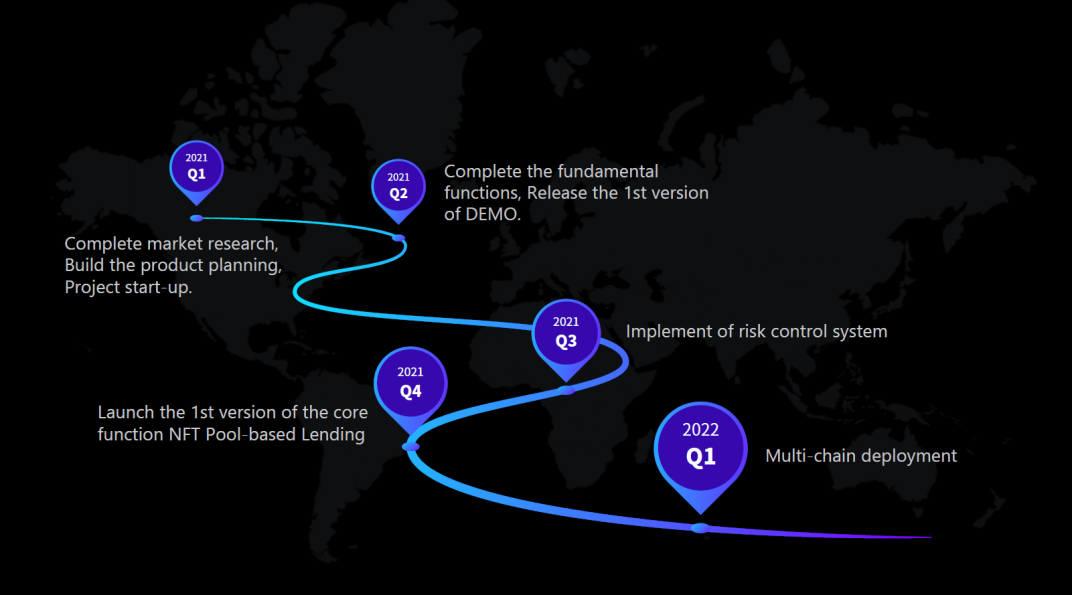 2021
Q1
Complete market research,
Build the product planning,
Project start-up.
2021
Q2
Complete the fundamental
functions, Release the 1st version
of DEMO.
2021
Q3
Implement of risk control system
2021
Q4
Launch the 1st version of the core
function NFT Pool-based Lending
2022
Q1
Multi-chain deployment